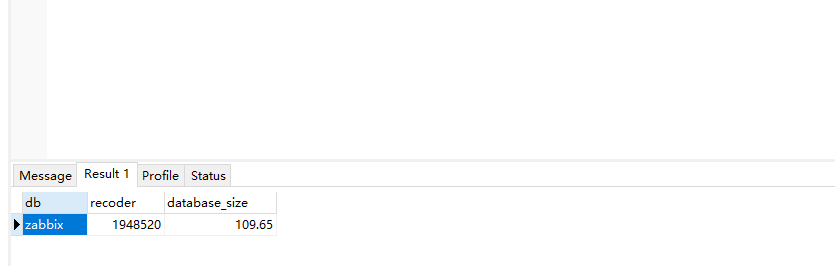 Message Result 1 Profile Status
db recoder database_size
zabbix 1948520 109.65